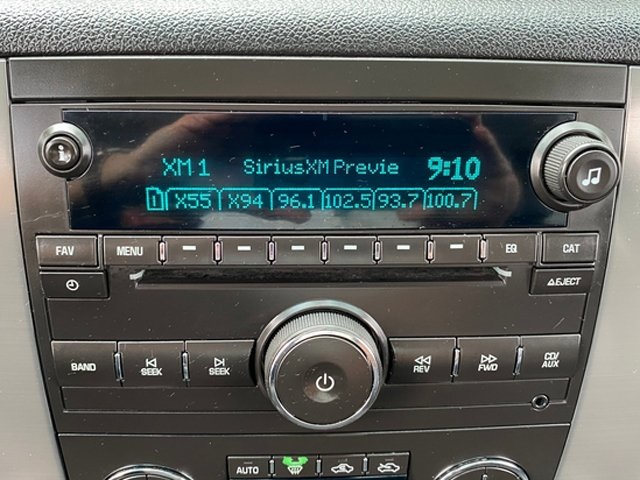 XM 1 SiriusXM Previe 9:10
1 X55 X94 96.1 102.5 93.7 100.7
FAV MENU EQ CAT
EJECT
BAND SEEK SEEK REV FWD CD/
AUX
AUTO